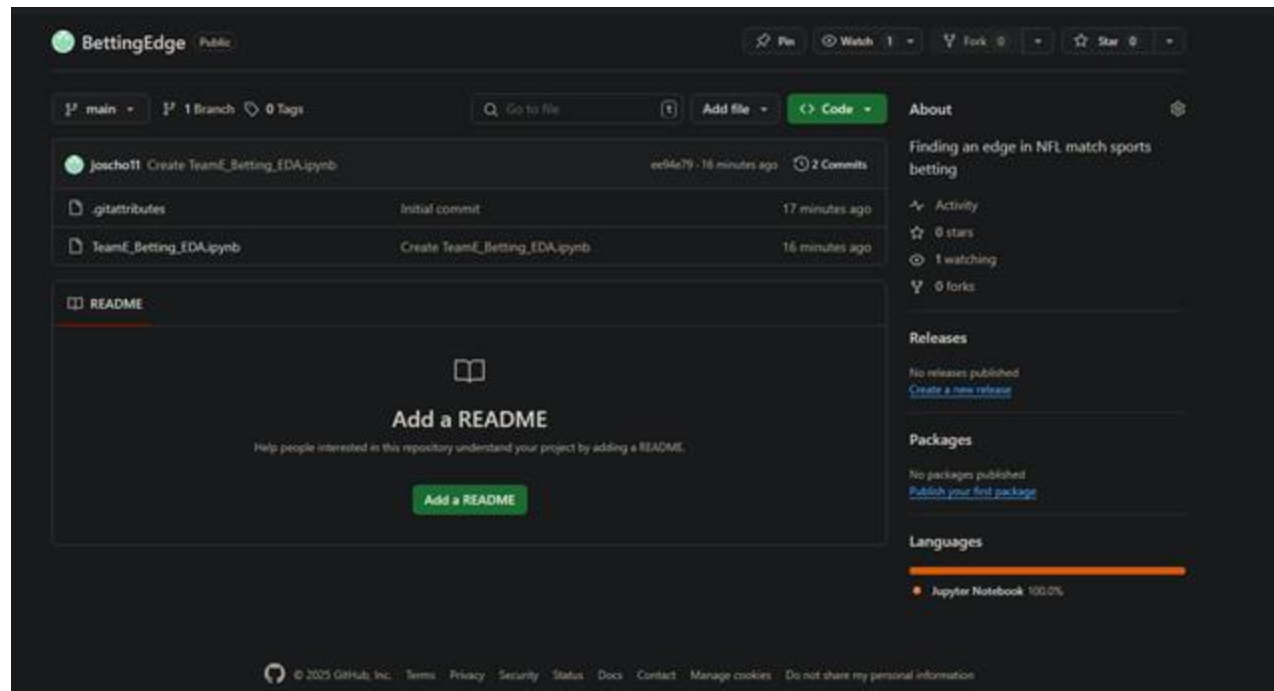 BettingEdge Public
Pin Watch 1 Fork 0 Star 0
main 1 Branch 0 Tags Go to file t Add file Code
joscho11 Create TeamE_Betting_EDA.ipynb ee94e79 · 16 minutes ago 2 Commits
.gitattributes Initial commit 17 minutes ago
TeamE_Betting_EDA.ipynb Create TeamE_Betting_EDA.ipynb 16 minutes ago
README
Add a README
Help people interested in this repository understand your project by adding a README.
Add a README
About
Finding an edge in NFL match sports
betting
Activity
0 stars
1 watching
0 forks
Releases
No releases published
Create a new release
Packages
No packages published
Publish your first package
Languages
Jupyter Notebook 100.0%
© 2025 GitHub, Inc. Terms Privacy Security Status Docs Contact Manage cookies Do not share my personal information